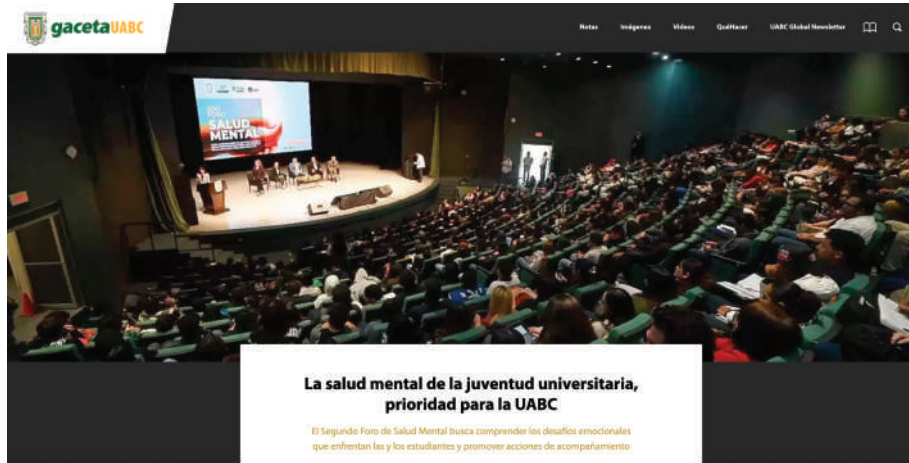 gacetaUABC
Notas Imágenes Videos QuéHacer UABC Global Newsletter
2DO
FORO
SALUD
MENTAL
La salud mental de la juventud universitaria,
prioridad para la UABC
El Segundo Foro de Salud Mental busca comprender los desafíos emocionales
que enfrentan las y los estudiantes y promover acciones de acompañamiento